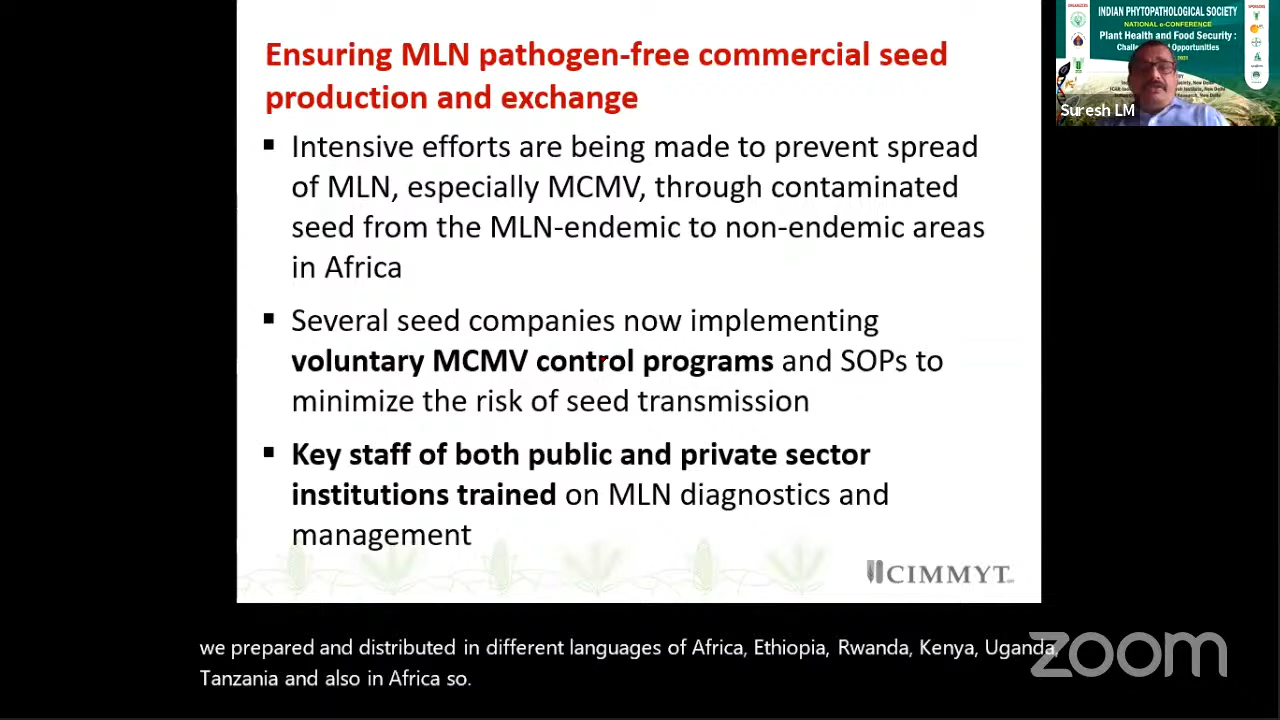 Ensuring MLN pathogen-free commercial seed
production and exchange
▪ Intensive efforts are being made to prevent spread
of MLN, especially MCMV, through contaminated
seed from the MLN-endemic to non-endemic areas
in Africa
▪ Several seed companies now implementing
voluntary MCMV control programs and SOPs to
minimize the risk of seed transmission
▪ Key staff of both public and private sector
institutions trained on MLN diagnostics and
management
CIMMYT
INDIAN PHYTOPATHOLOGICAL SOCIETY
NATIONAL e-CONFERENCE
Plant Health and Food Security :
Opportunities
Suresh LM
we prepared and distributed in different languages of Africa, Ethiopia, Rwanda, Kenya, Uganda,
Tanzania and also in Africa so.
zoom